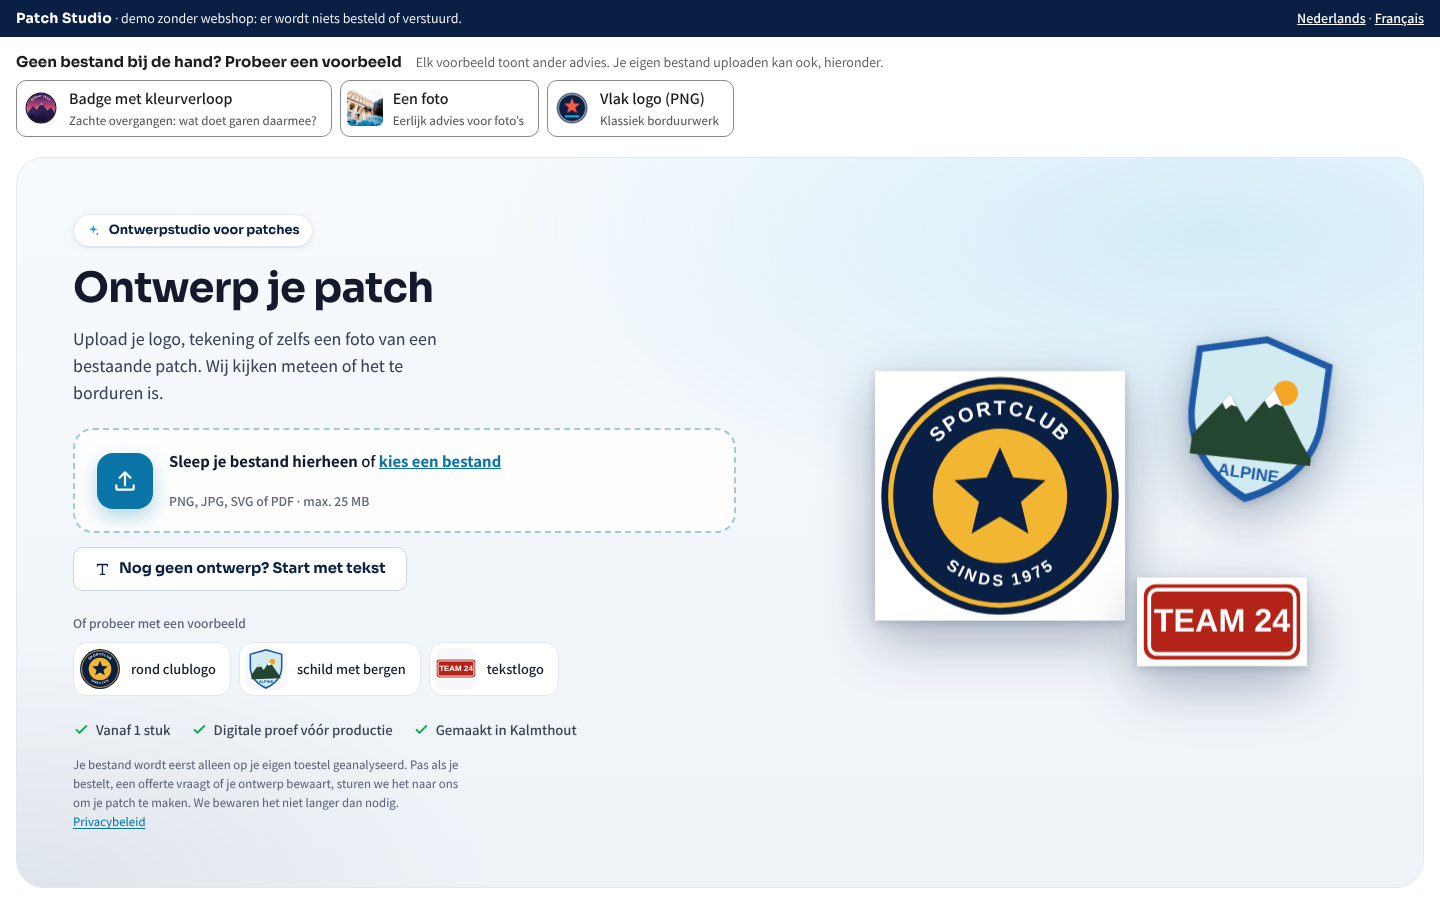 Patch Studio · demo zonder webshop: er wordt niets besteld of verstuurd.
Nederlands · Français
Geen bestand bij de hand? Probeer een voorbeeld
Elk voorbeeld toont ander advies. Je eigen bestand uploaden kan ook, hieronder.
Badge met kleurverloop
Zachte overgangen: wat doet garen daarmee?
Een foto
Eerlijk advies voor foto's
Vlak logo (PNG)
Klassiek borduurwerk
Ontwerpstudio voor patches
Ontwerp je patch
Upload je logo, tekening of zelfs een foto van een
bestaande patch. Wij kijken meteen of het te
borduren is.
Sleep je bestand hierheen of kies een bestand
PNG, JPG, SVG of PDF · max. 25 MB
Nog geen ontwerp? Start met tekst
Of probeer met een voorbeeld
SPORTCLUB
SINDS 1975
rond clublogo
ALPINE
schild met bergen
TEAM 24
tekstlogo
Vanaf 1 stuk
Digitale proef vóór productie
Gemaakt in Kalmthout
Je bestand wordt eerst alleen op je eigen toestel geanalyseerd. Pas als je
bestelt, een offerte vraagt of je ontwerp bewaart, sturen we het naar ons
om je patch te maken. We bewaren het niet langer dan nodig.
Privacybeleid
SPORTCLUB
SINDS 1975
ALPINE
TEAM 24